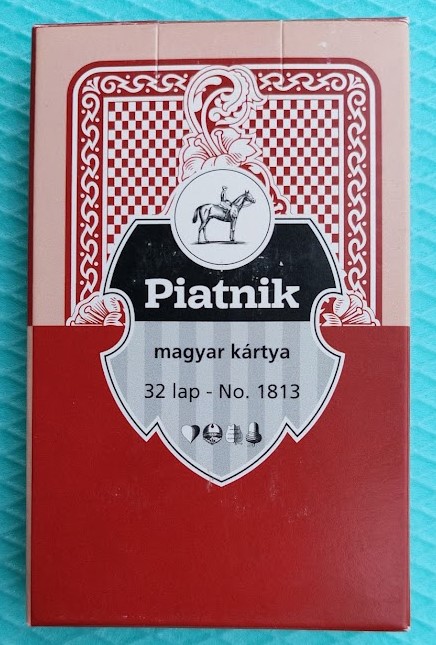 Piatnik
magyar kártya
32 lap - No. 1813